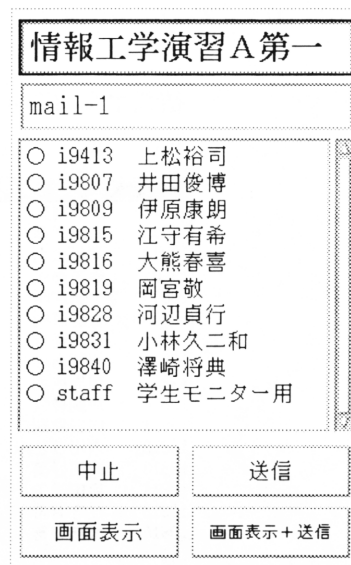 情報工学演習A第一
mail-1
○ i9413 上松裕司
○ i9807 井田俊博
○ i9809 伊原康朗
○ i9815 江守有希
○ i9816 大熊春喜
○ i9819 岡宮敬
○ i9828 河辺貞行
○ i9831 小林久二和
○ i9840 澤崎将典
○ staff 学生モニター用
中止 送信
画面表示 画面表示+送信